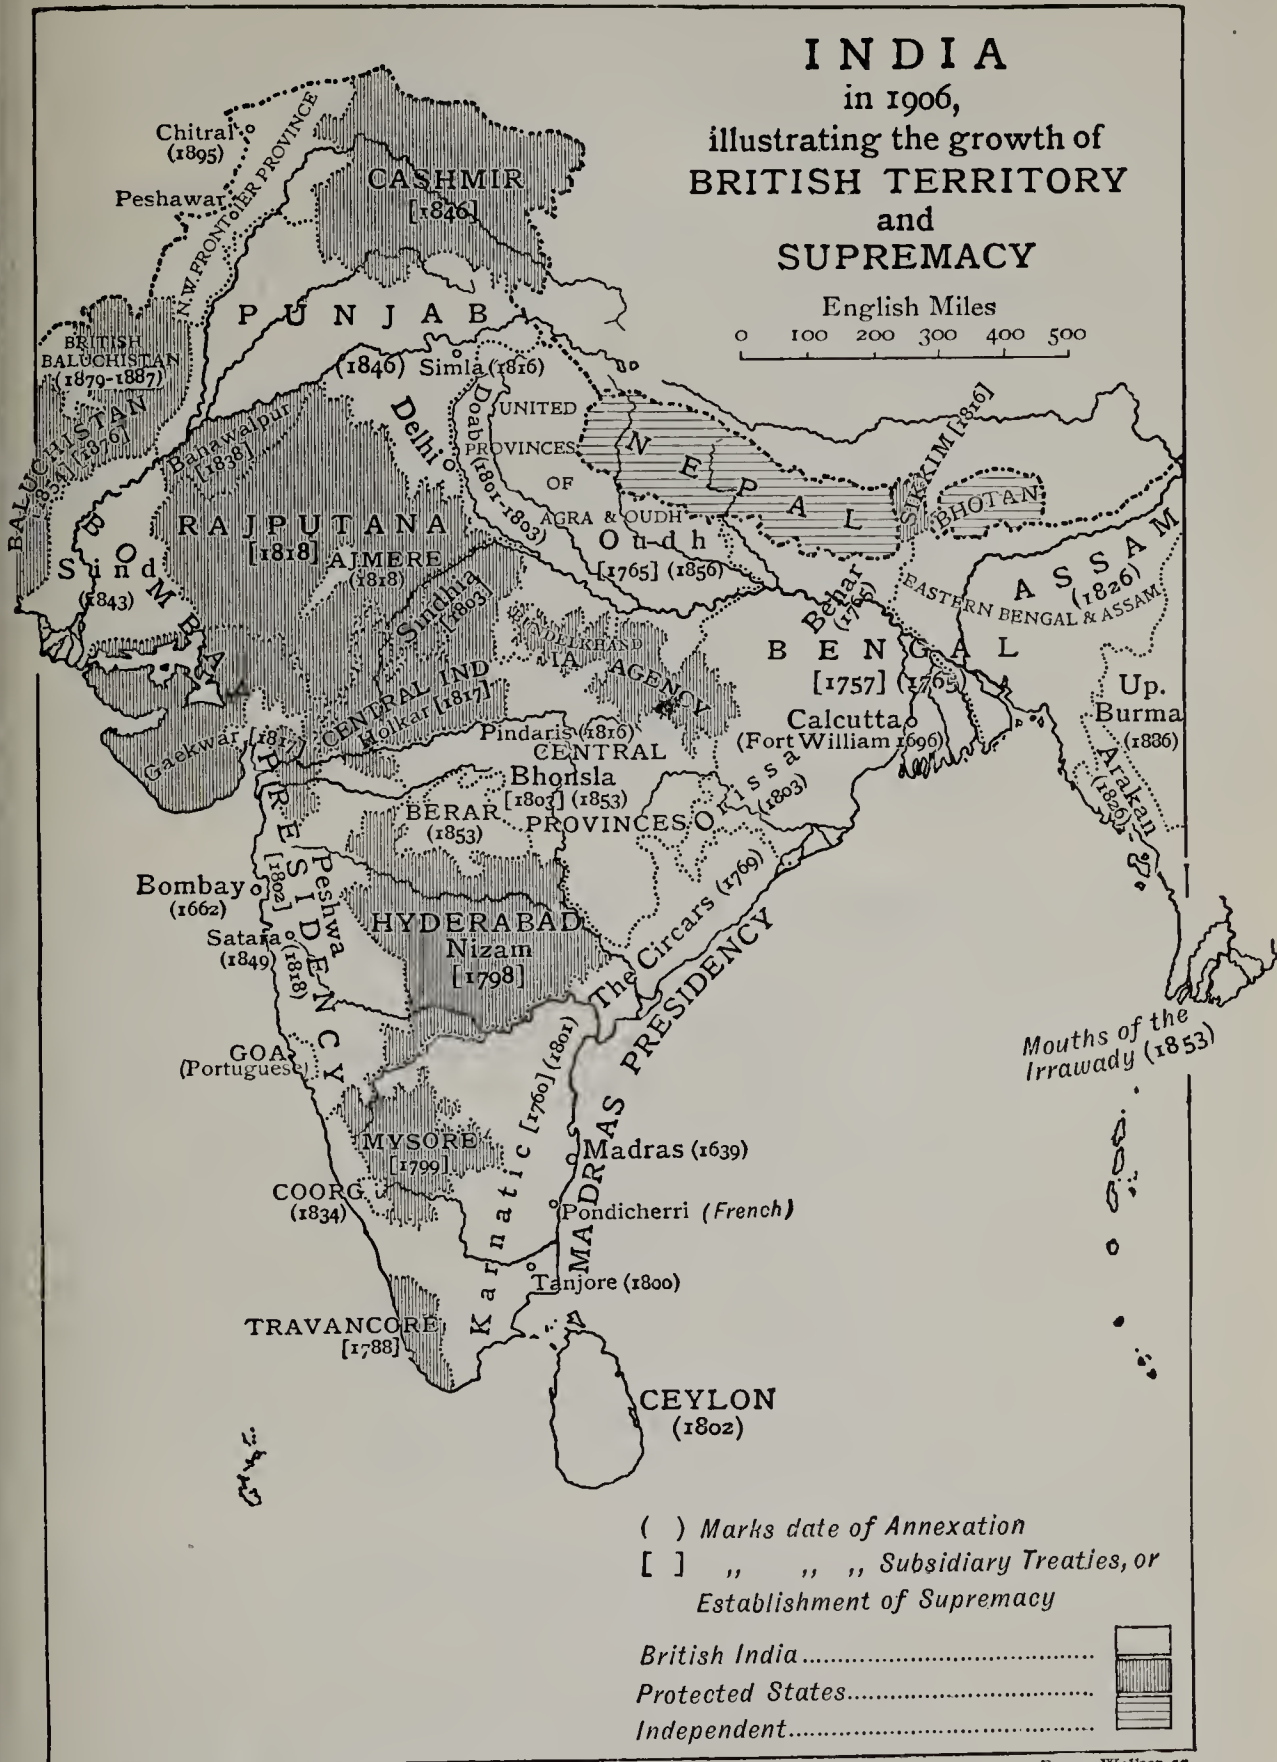 INDIA
in 1906,
illustrating the growth of
BRITISH TERRITORY
and
SUPREMACY
English Miles
0 100 200 300 400 500
Chitral
(1895)
Peshawar
N.W. FRONTIER PROVINCE
CASHMIR
[1846]
PUNJAB
(1846)
Simla (1816)
BRITISH
BALUCHISTAN
(1879-1887)
BALUCHISTAN
[1854] [1876]
Bahawalpur
[1838]
Delhi
Doab
(1801-1803)
UNITED
PROVINCES
OF
AGRA & OUDH
Oudh
[1765] (1856)
NEPAL
SIKKIM [1816]
BHOTAN
ASSAM
(1826)
EASTERN BENGAL & ASSAM
RAJPUTANA
[1818]
AJMERE
(1818)
Sindhia
[1803]
BOMBAY
Sind
(1843)
BUNDELKHAND
CENTRAL INDIA AGENCY
Holkar [1817]
Behar
(1765)
BENGAL
[1757] (1765)
Calcutta
(Fort William 1696)
Up.
Burma
(1886)
Arakan
(1826)
Gaekwar [1817]
Pindaris (1816)
CENTRAL
Bhonsla
[1803] (1853)
PROVINCES
BERAR
(1853)
Orissa
(1803)
PRESIDENCY
Peshwa
[1802]
(1818)
Bombay
(1662)
Satara
(1849)
HYDERABAD
Nizam
[1798]
The Circars (1769)
MADRAS PRESIDENCY
Mouths of the
Irrawady (1853)
GOA
(Portuguese)
Karnatic [1760] (1801)
MYSORE
[1799]
Madras (1639)
COORG
(1834)
Pondicherri (French)
Tanjore (1800)
TRAVANCORE
[1788]
CEYLON
(1802)
( ) Marks date of Annexation
[ ] ,, ,, ,, Subsidiary Treaties, or
Establishment of Supremacy
British India
Protected States
Independent